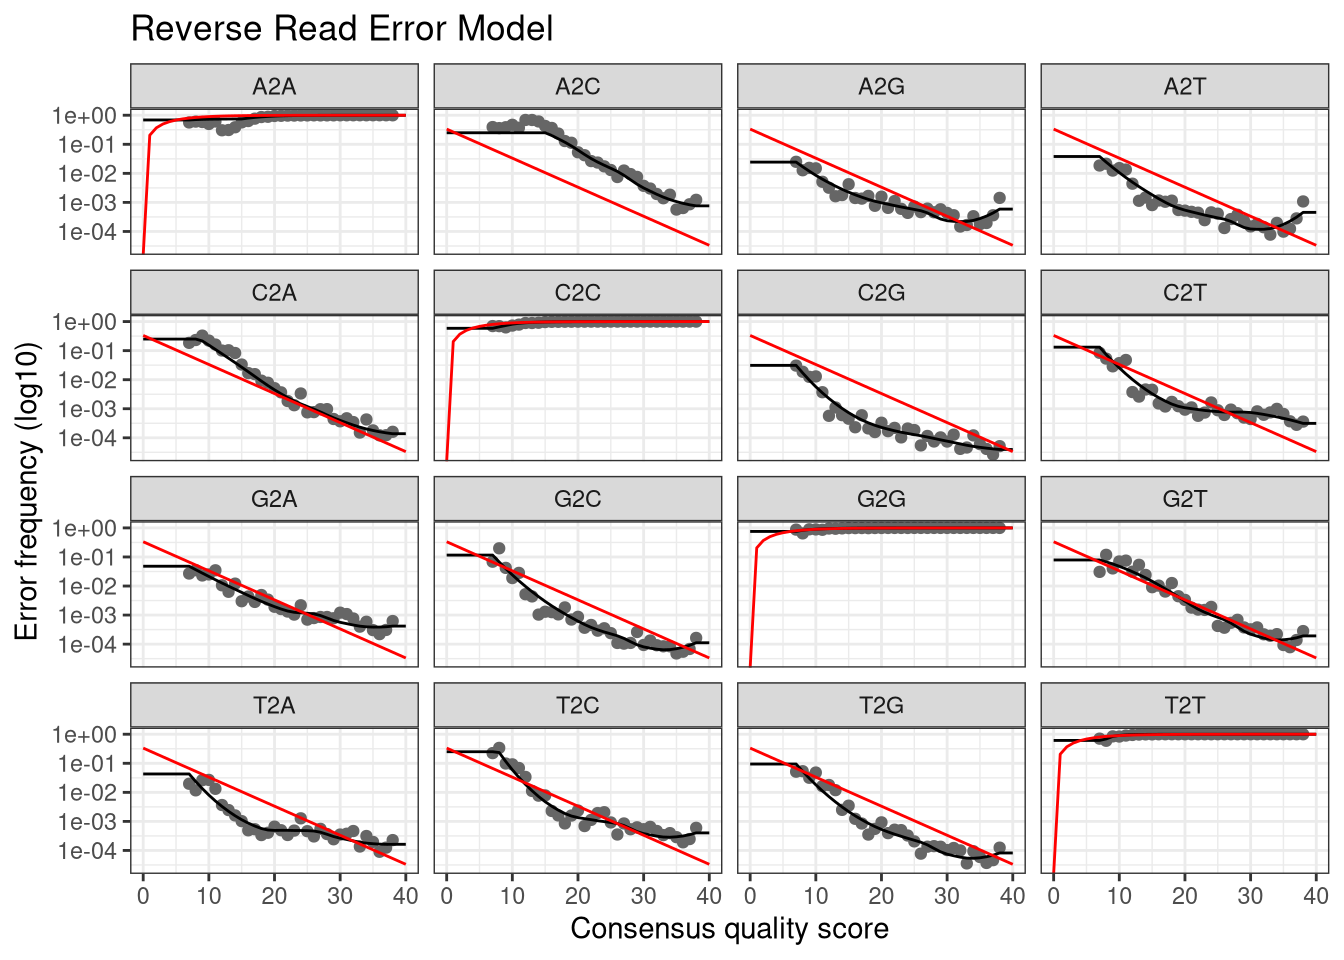 Reverse Read Error Model
A2A A2C A2G A2T
1e+00
1e-01
1e-02
1e-03
1e-04
C2A C2C C2G C2T
1e+00
1e-01
1e-02
1e-03
1e-04
Error frequency (log10)
G2A G2C G2G G2T
1e+00
1e-01
1e-02
1e-03
1e-04
T2A T2C T2G T2T
1e+00
1e-01
1e-02
1e-03
1e-04
0 10 20 30 40 0 10 20 30 40 0 10 20 30 40 0 10 20 30 40
Consensus quality score